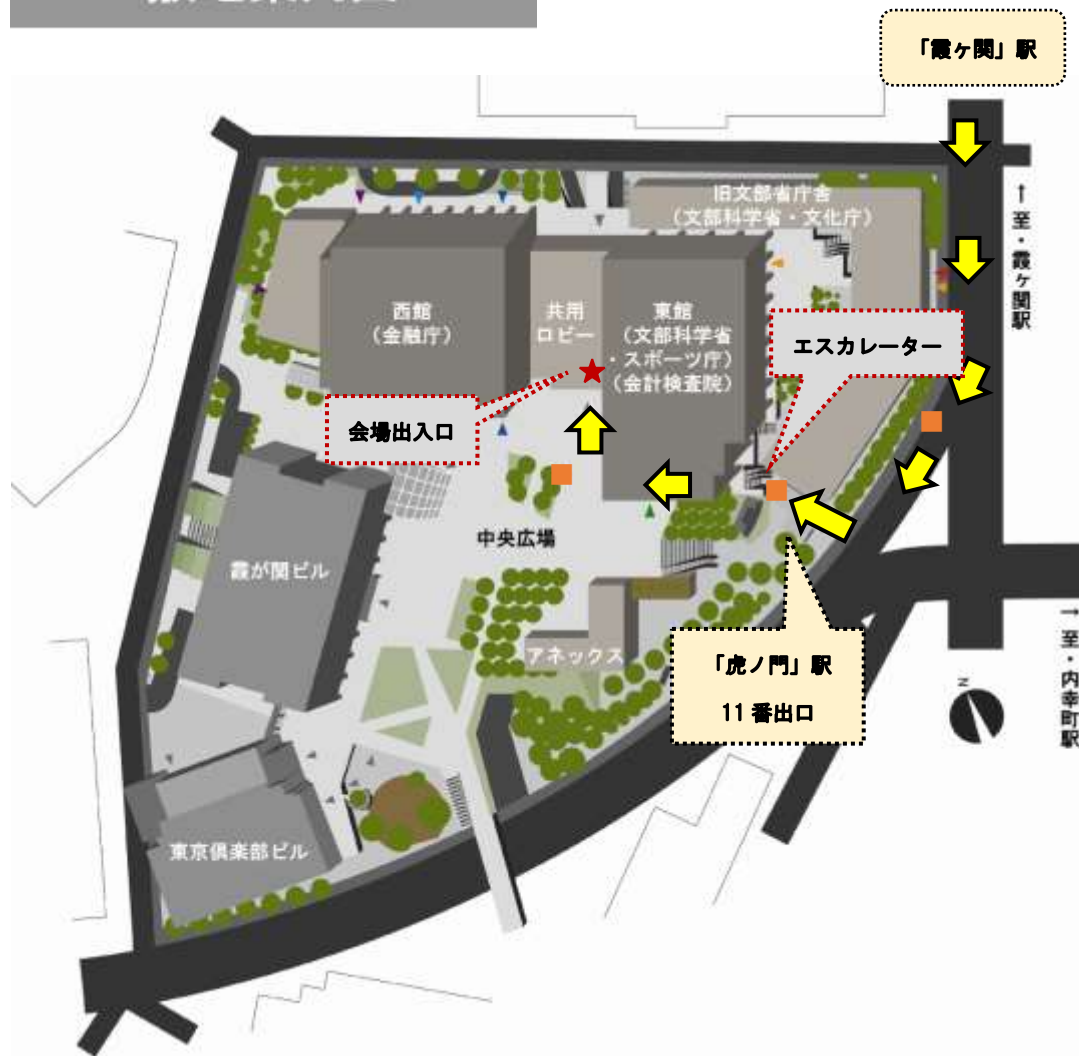 「霞ヶ関」駅
旧文部省庁舎
(文部科学省・文化庁)
↑至・霞ヶ関駅
西館
(金融庁)
共用
ロビー
東館
(文部科学省
・スポーツ庁)
(会計検査院)
エスカレーター
会場出入口
中央広場
霞が関ビル
アネックス
「虎ノ門」駅
11番出口
→至・内幸町駅
N
東京倶楽部ビル